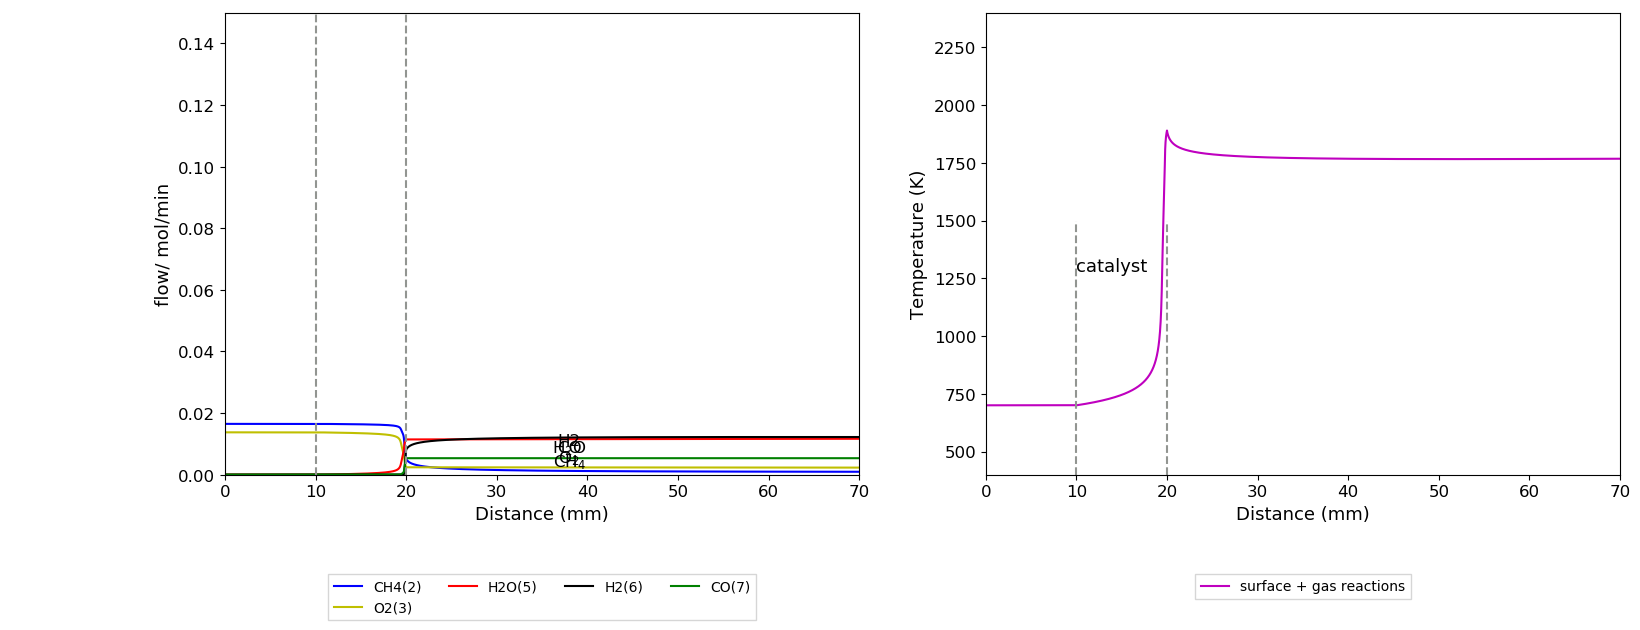 0.14
0.12
0.10
0.08
0.06
0.04
0.02
0.00
flow/ mol/min
0 10 20 30 40 50 60 70
Distance (mm)
H2
CH4(2) H2O(5) H2(6) CO(7)
O2(3)
2250
2000
1750
1500
1250
1000
750
500
Temperature (K)
catalyst
0 10 20 30 40 50 60 70
Distance (mm)
surface + gas reactions